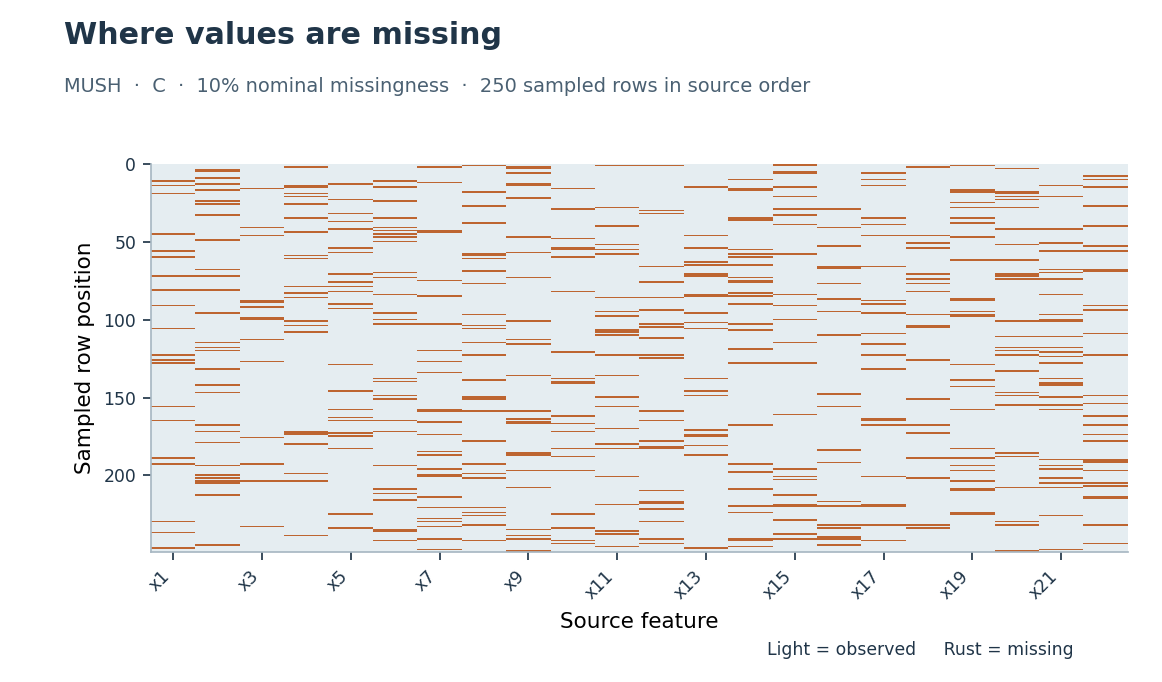 Where values are missing
MUSH · C · 10% nominal missingness · 250 sampled rows in source order
Sampled row position
0
50
100
150
200
x1 x3 x5 x7 x9 x11 x13 x15 x17 x19 x21
Source feature
Light = observed Rust = missing